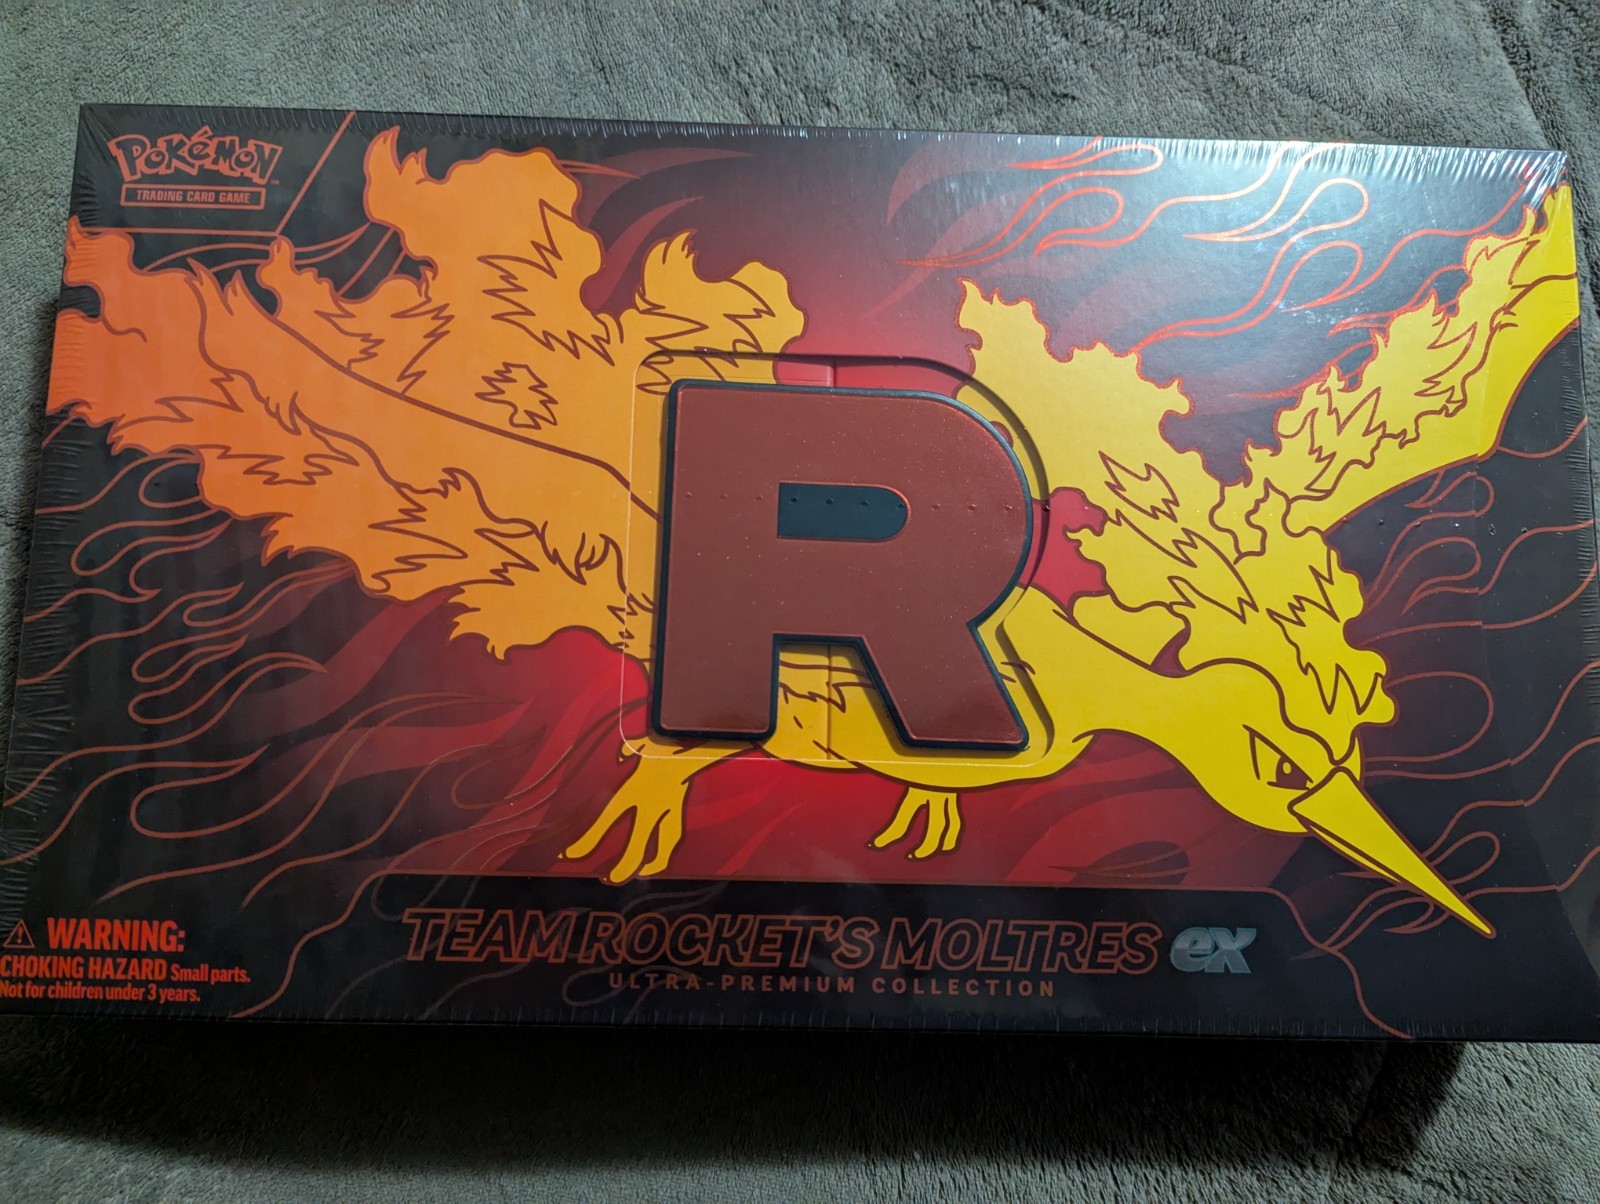 POKéMON
TRADING CARD GAME
R
TEAM ROCKET'S MOLTRES ex
ULTRA-PREMIUM COLLECTION
WARNING:
CHOKING HAZARD Small parts.
Not for children under 3 years.